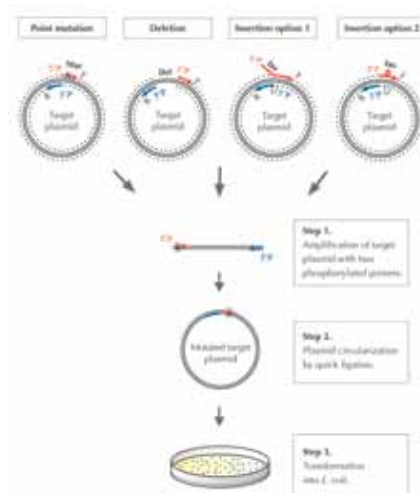 Point mutation
Deletion
Insertion option 1
Insertion option 2
Target
plasmid
Target
plasmid
Target
plasmid
Target
plasmid
Step 1.
Amplification of target
plasmid with two
phosphorylated primers.
Mutated target
plasmid
Step 2.
Plasmid circularization
by quick ligation.
Step 3.
Transformation
into E. coli.